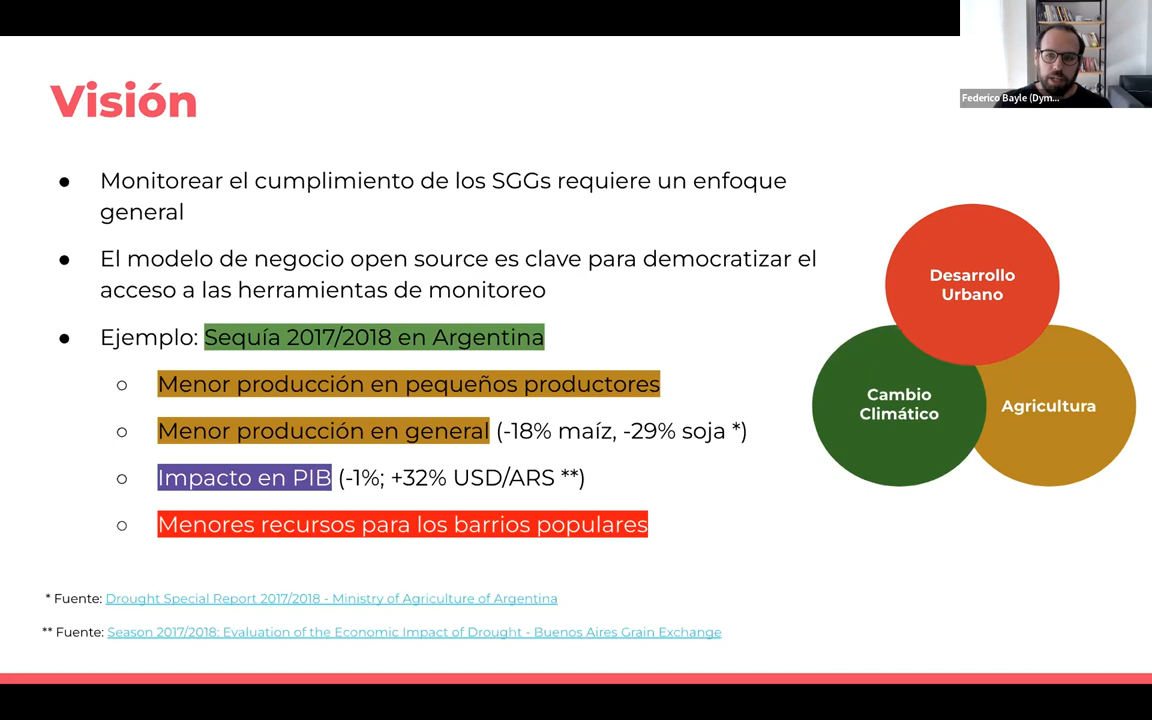 Federico Bayle (Dym...
Visión
● Monitorear el cumplimiento de los SGGs requiere un enfoque
general
● El modelo de negocio open source es clave para democratizar el
acceso a las herramientas de monitoreo
● Ejemplo: Sequía 2017/2018 en Argentina
○ Menor producción en pequeños productores
○ Menor producción en general (-18% maíz, -29% soja *)
○ Impacto en PIB (-1%; +32% USD/ARS **)
○ Menores recursos para los barrios populares
Desarrollo
Urbano
Cambio
Climático
Agricultura
* Fuente: Drought Special Report 2017/2018 - Ministry of Agriculture of Argentina
** Fuente: Season 2017/2018: Evaluation of the Economic Impact of Drought - Buenos Aires Grain Exchange